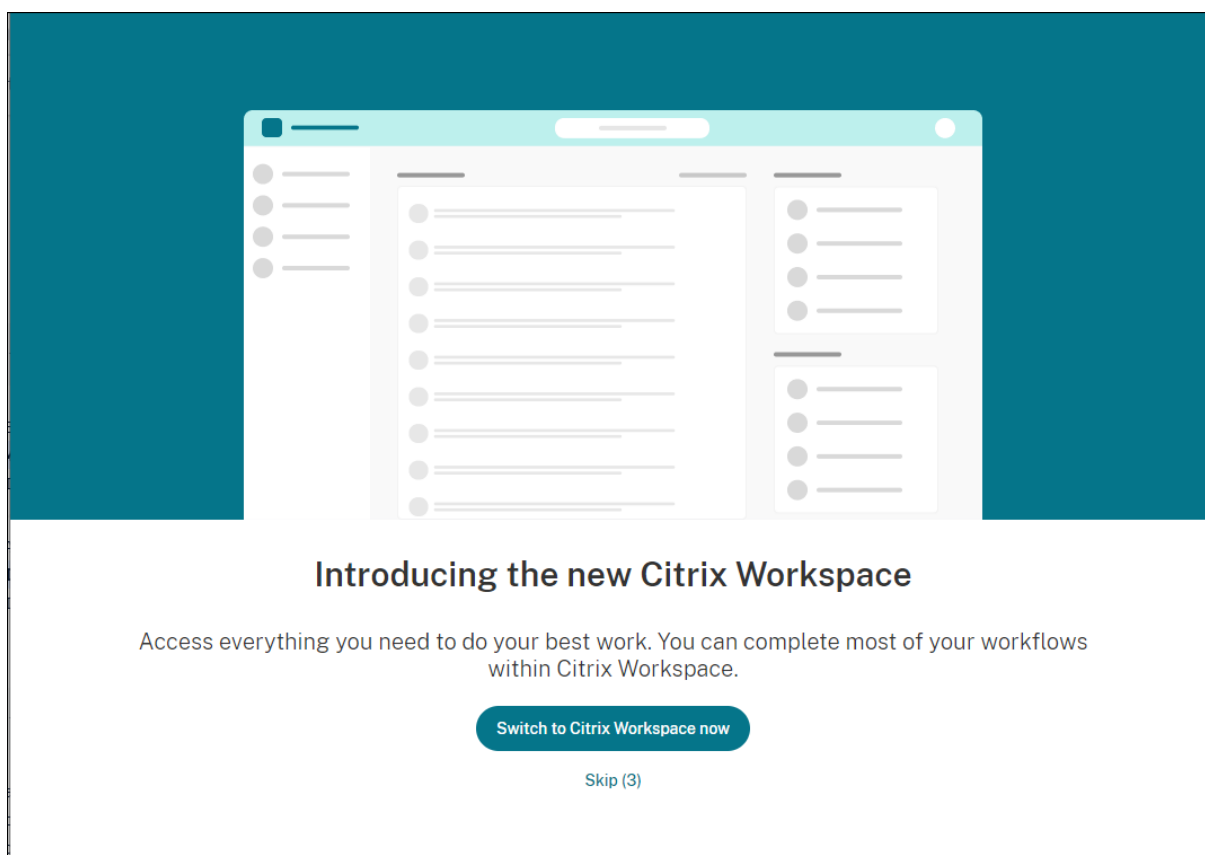 Introducing the new Citrix Workspace
Access everything you need to do your best work. You can complete most of your workflows
within Citrix Workspace.
Switch to Citrix Workspace now
Skip (3)